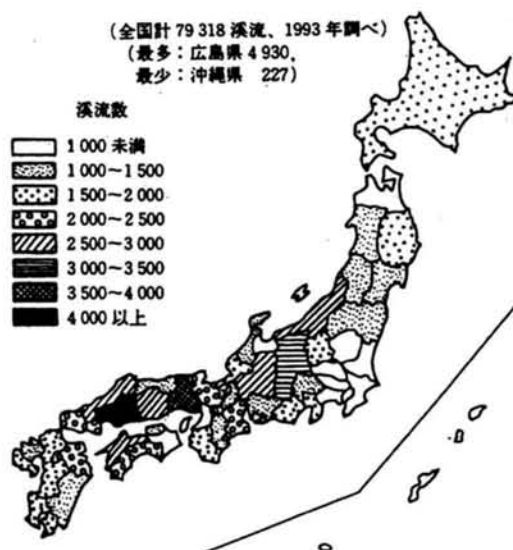 (全国計 79 318 溪流、1993 年調べ)
(最多:広島県 4 930、
最少:沖縄県 227)
溪流数
1 000 未満
1 000~1 500
1 500~2 000
2 000~2 500
2 500~3 000
3 000~3 500
3 500~4 000
4 000 以上